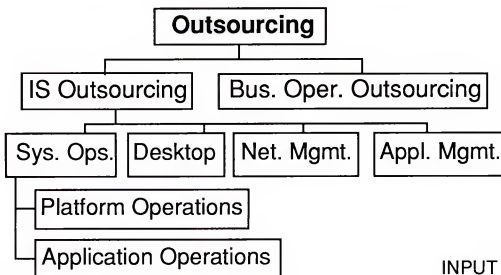 Outsourcing
IS Outsourcing
Bus. Oper. Outsourcing
Sys. Ops.
Desktop
Net. Mgmt.
Appl. Mgmt.
Platform Operations
Application Operations
INPUT